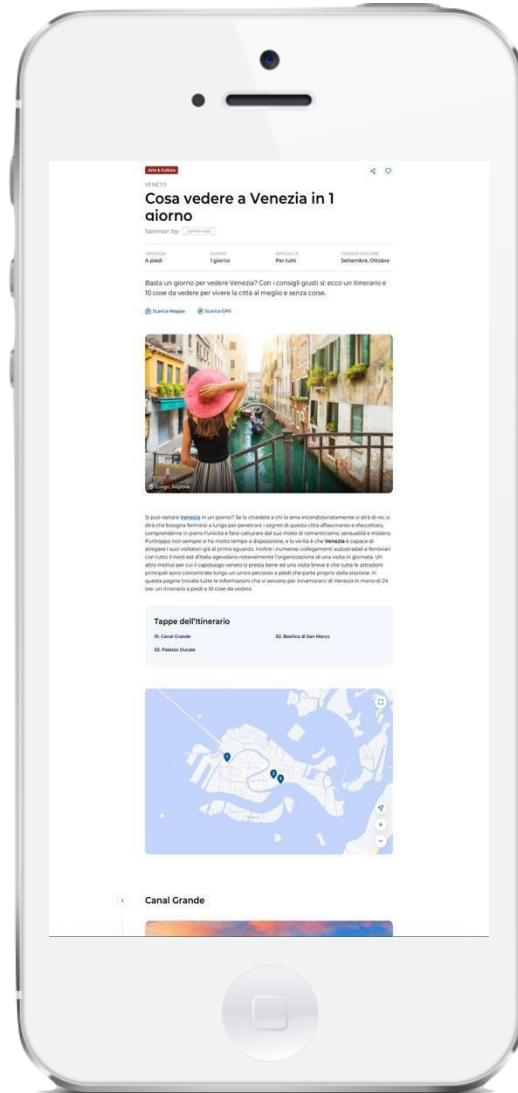 Arte & Cultura
VENETO
Cosa vedere a Venezia in 1
giorno
Sponsor by:
TIPOLOGIA DURATA DIFFICOLTÀ PERIODO MIGLIORE
A piedi 1 giorno Per tutti Settembre, Ottobre
Basta un giorno per vedere Venezia? Con i consigli giusti sì: ecco un itinerario e
10 cose da vedere per vivere la città al meglio e senza corse.
Scarica Mappa Scarica GPX
Luogo, Regione
Si può visitare Venezia in un giorno? Se lo chiedete a chi la ama incondizionatamente vi dirà di no: vi
dirà che bisogna fermarsi a lungo per penetrare i segreti di questa città affascinante e sfaccettata,
comprenderne in pieno l'unicità e farsi catturare dal suo misto di romanticismo, sensualità e mistero.
Purtroppo non sempre si ha molto tempo a disposizione, e la verità è che Venezia è capace di
stregare i suoi visitatori già al primo sguardo. Inoltre i numerosi collegamenti autostradali e ferroviari
con tutto il nord est d'Italia agevolano notevolmente l'organizzazione di una visita in giornata. Un
altro motivo per cui il capoluogo veneto si presta bene ad una visita breve è che tutte le attrazioni
principali sono concentrate lungo un unico percorso a piedi che parte proprio dalla stazione. In
questa pagine trovate tutte le informazioni che vi servono per innamorarvi di Venezia in meno di 24
ore: un itinerario a piedi e 10 cose da vedere.
Tappe dell'Itinerario
01. Canal Grande 02. Basilica di San Marco
03. Palazzo Ducale
1
1 Canal Grande